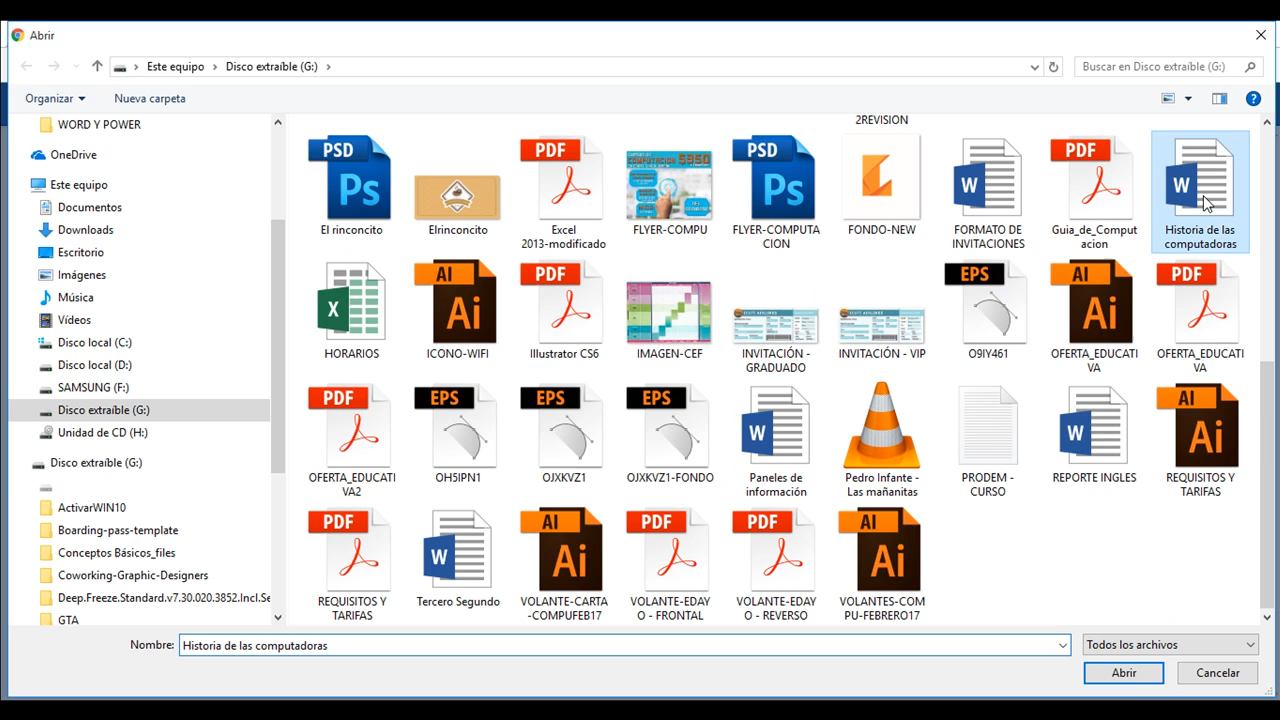 Abrir
Este equipo
Disco extraíble (G:)
Buscar en Disco extraíble (G:)
Organizar
Nueva carpeta
WORD Y POWER
OneDrive
Este equipo
Documentos
Downloads
Escritorio
Imágenes
Música
Vídeos
Disco local (C:)
Disco local (D:)
SAMSUNG (F:)
Disco extraíble (G:)
Unidad de CD (H:)
Disco extraíble (G:)
ActivarWIN10
Boarding-pass-template
Conceptos Básicos_files
Coworking-Graphic-Designers
Deep.Freeze.Standard.v7.30.020.3852.Incl.Se
GTA
2REVISION
PSD
Ps
El rinconcito
Elrinconcito
PDF
Excel
2013-modificado
COMPUTACION $350
FLYER-COMPU
PSD
Ps
FLYER-COMPUTA
CION
FONDO-NEW
W
FORMATO DE
INVITACIONES
PDF
Guia_de_Comput
acion
W
Historia de las
computadoras
X
HORARIOS
AI
Ai
ICONO-WIFI
PDF
Illustrator CS6
IMAGEN-CEF
INVITACIÓN -
GRADUADO
INVITACIÓN - VIP
EPS
O9IY461
AI
Ai
OFERTA_EDUCATI
VA
PDF
OFERTA_EDUCATI
VA
PDF
OFERTA_EDUCATI
VA2
EPS
OH5IPN1
EPS
OJXKVZ1
EPS
OJXKVZ1-FONDO
W
Paneles de
información
Pedro Infante -
Las mañanitas
PRODEM -
CURSO
W
REPORTE INGLES
AI
Ai
REQUISITOS Y
TARIFAS
PDF
REQUISITOS Y
TARIFAS
W
Tercero Segundo
AI
Ai
VOLANTE-CARTA
-COMPUFEB17
PDF
VOLANTE-EDAY
O - FRONTAL
PDF
VOLANTE-EDAY
O - REVERSO
AI
Ai
VOLANTES-COM
PU-FEBRERO17
Nombre:
Historia de las computadoras
Todos los archivos
Abrir
Cancelar